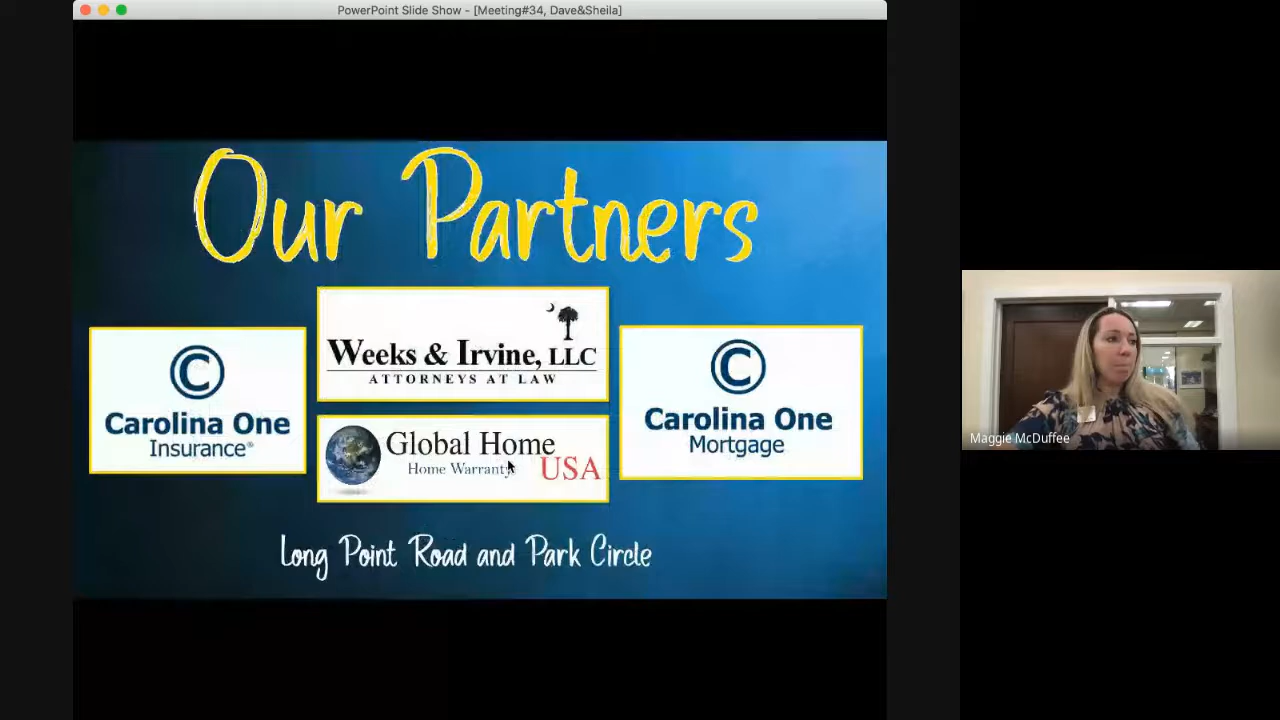 PowerPoint Slide Show - [Meeting#34, Dave&Sheila]
Our Partners
Weeks & Irvine, LLC
ATTORNEYS AT LAW
©
Carolina One
Insurance®
Global Home
Home Warranty
USA
©
Carolina One
Mortgage
Long Point Road and Park Circle
Maggie McDuffee